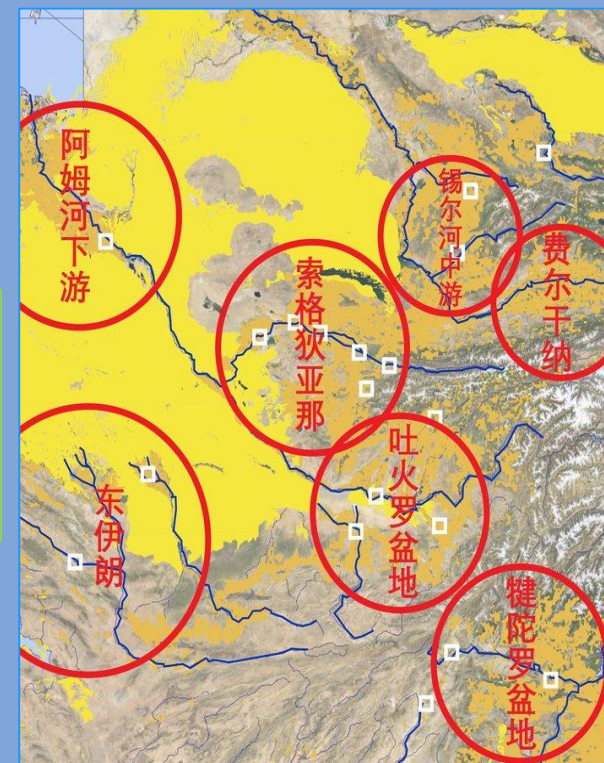 阿姆河下游
锡尔河中游
费尔干纳
索格狄亚那
吐火罗盆地
东伊朗
犍陀罗盆地